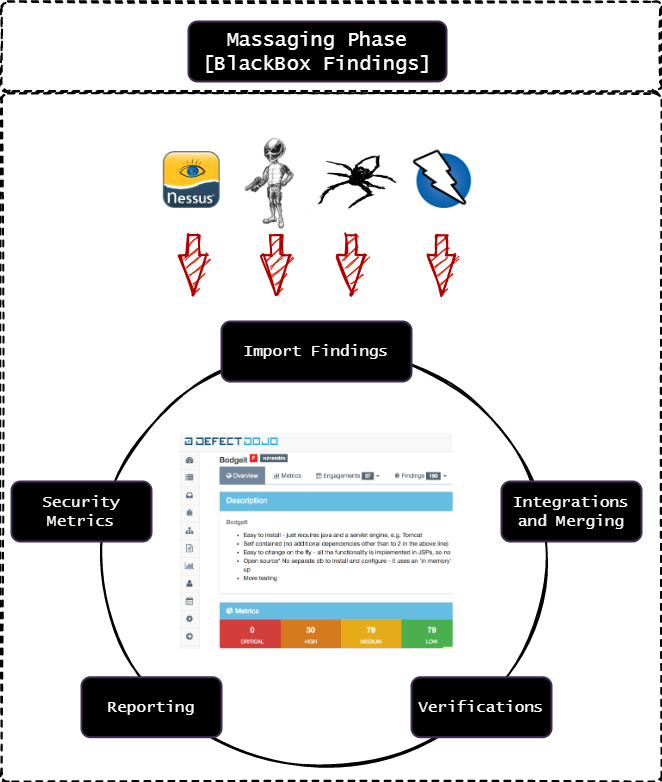 Massaging Phase
[BlackBox Findings]
Nessus
Import Findings
DEFECTDOJO
Bodgeit F vulnerable
Overview Metrics Engagements 37 Findings 188
Description
Bodgeit
Easy to install - just requires java and a servlet engine, e.g. Tomcat
Self contained (no additional dependencies other than to 2 in the above line)
Easy to change on the fly - all the functionality is implemented in JSPs, so no
Open source* No separate db to install and configure - it uses an 'in memory'
up
More testing
Metrics
0 30 79 79
CRITICAL HIGH MEDIUM LOW
Security
Metrics
Integrations
and Merging
Reporting
Verifications